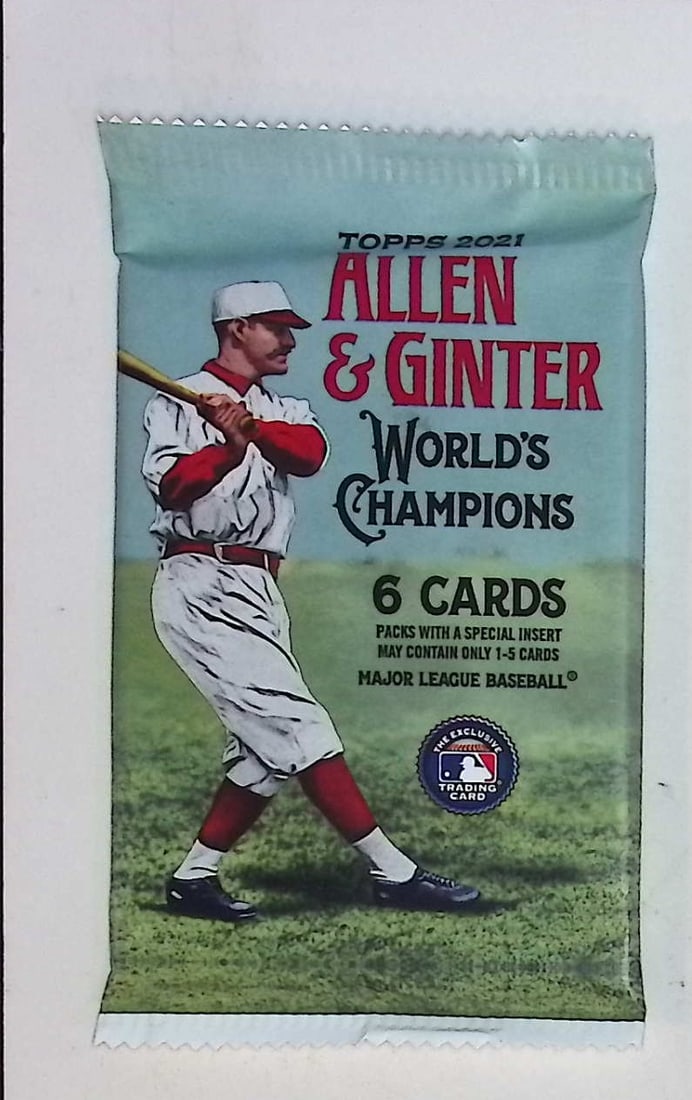 TOPPS 2021
ALLEN
& GINTER
WORLD'S
CHAMPIONS
6 CARDS
PACKS WITH A SPECIAL INSERT
MAY CONTAIN ONLY 1-5 CARDS
MAJOR LEAGUE BASEBALL®
THE EXCLUSIVE
TRADING
CARD